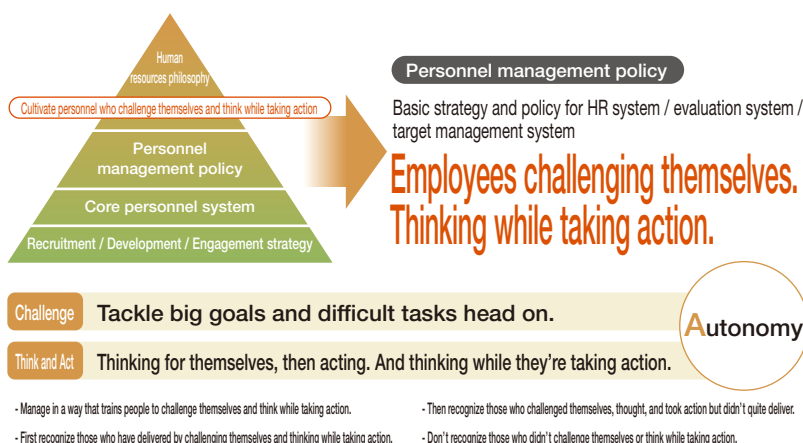 Human
resources philosophy
Cultivate personnel who challenge themselves and think while taking action
Personnel
management policy
Core personnel system
Recruitment / Development / Engagement strategy
Personnel management policy
Basic strategy and policy for HR system / evaluation system /
target management system
Employees challenging themselves.
Thinking while taking action.
Challenge
Tackle big goals and difficult tasks head on.
Think and Act
Thinking for themselves, then acting. And thinking while they're taking action.
Autonomy
- Manage in a way that trains people to challenge themselves and think while taking action.
- First recognize those who have delivered by challenging themselves and thinking while taking action.
- Then recognize those who challenged themselves, thought, and took action but didn't quite deliver.
- Don't recognize those who didn't challenge themselves or think while taking action.